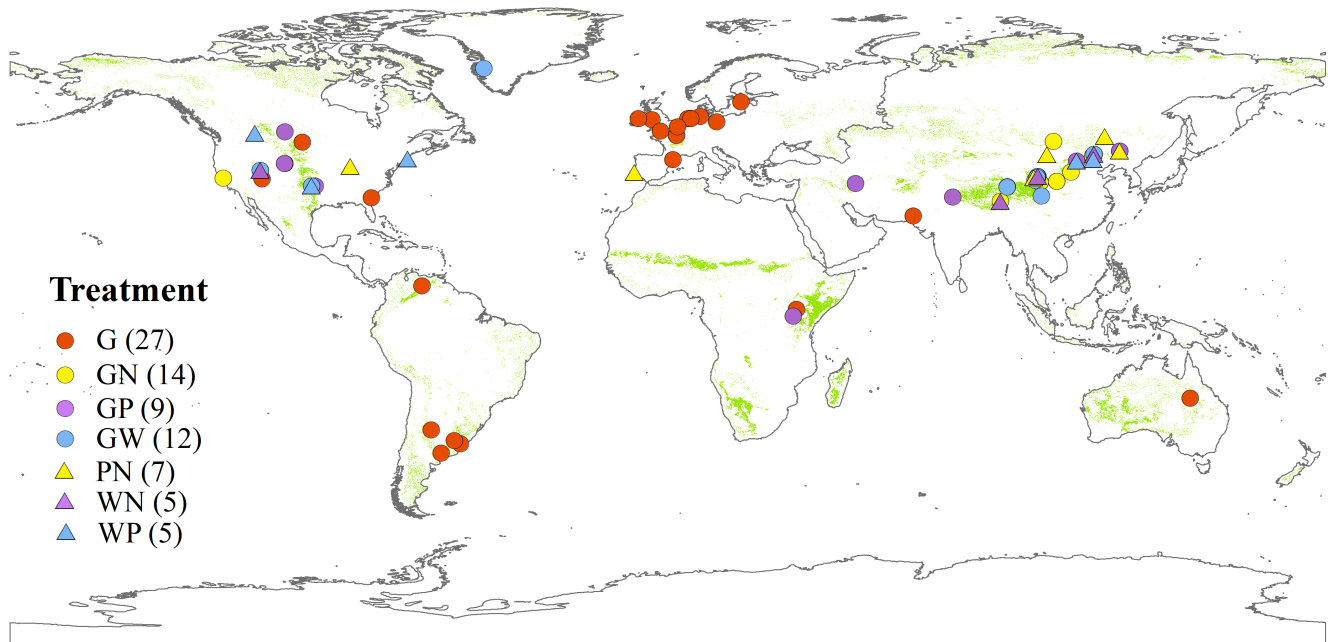 Treatment
G (27)
GN (14)
GP (9)
GW (12)
PN (7)
WN (5)
WP (5)